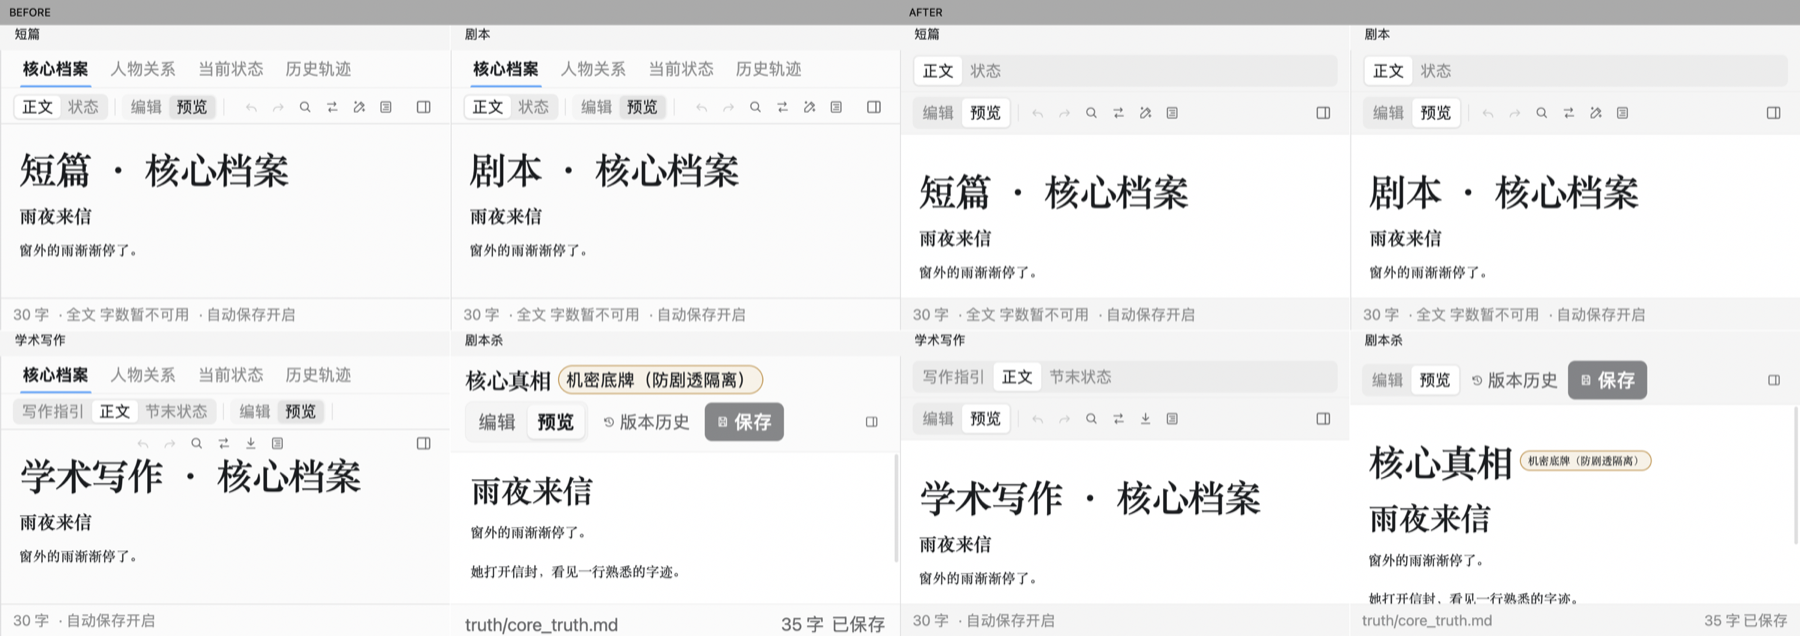 BEFORE
短篇
核心档案 人物关系 当前状态 历史轨迹
正文 状态 编辑 预览
短篇 · 核心档案
雨夜来信
窗外的雨渐渐停了。
30 字 · 全文 字数暂不可用 · 自动保存开启
剧本
核心档案 人物关系 当前状态 历史轨迹
正文 状态 编辑 预览
剧本 · 核心档案
雨夜来信
窗外的雨渐渐停了。
30 字 · 全文 字数暂不可用 · 自动保存开启
学术写作
核心档案 人物关系 当前状态 历史轨迹
写作指引 正文 节末状态 编辑 预览
学术写作 · 核心档案
雨夜来信
窗外的雨渐渐停了。
30 字 · 自动保存开启
剧本杀
核心真相 机密底牌（防剧透隔离）
编辑 预览 版本历史 保存
雨夜来信
窗外的雨渐渐停了。
她打开信封，看见一行熟悉的字迹。
truth/core_truth.md 35 字 已保存
AFTER
短篇
正文 状态
编辑 预览
短篇 · 核心档案
雨夜来信
窗外的雨渐渐停了。
30 字 · 全文 字数暂不可用 · 自动保存开启
剧本
正文 状态
编辑 预览
剧本 · 核心档案
雨夜来信
窗外的雨渐渐停了。
30 字 · 全文 字数暂不可用 · 自动保存开启
学术写作
写作指引 正文 节末状态
编辑 预览
学术写作 · 核心档案
雨夜来信
窗外的雨渐渐停了。
30 字 · 自动保存开启
剧本杀
编辑 预览 版本历史 保存
核心真相 机密底牌（防剧透隔离）
雨夜来信
窗外的雨渐渐停了。
她打开信封，看见一行熟悉的字迹。
truth/core_truth.md 35 字 已保存